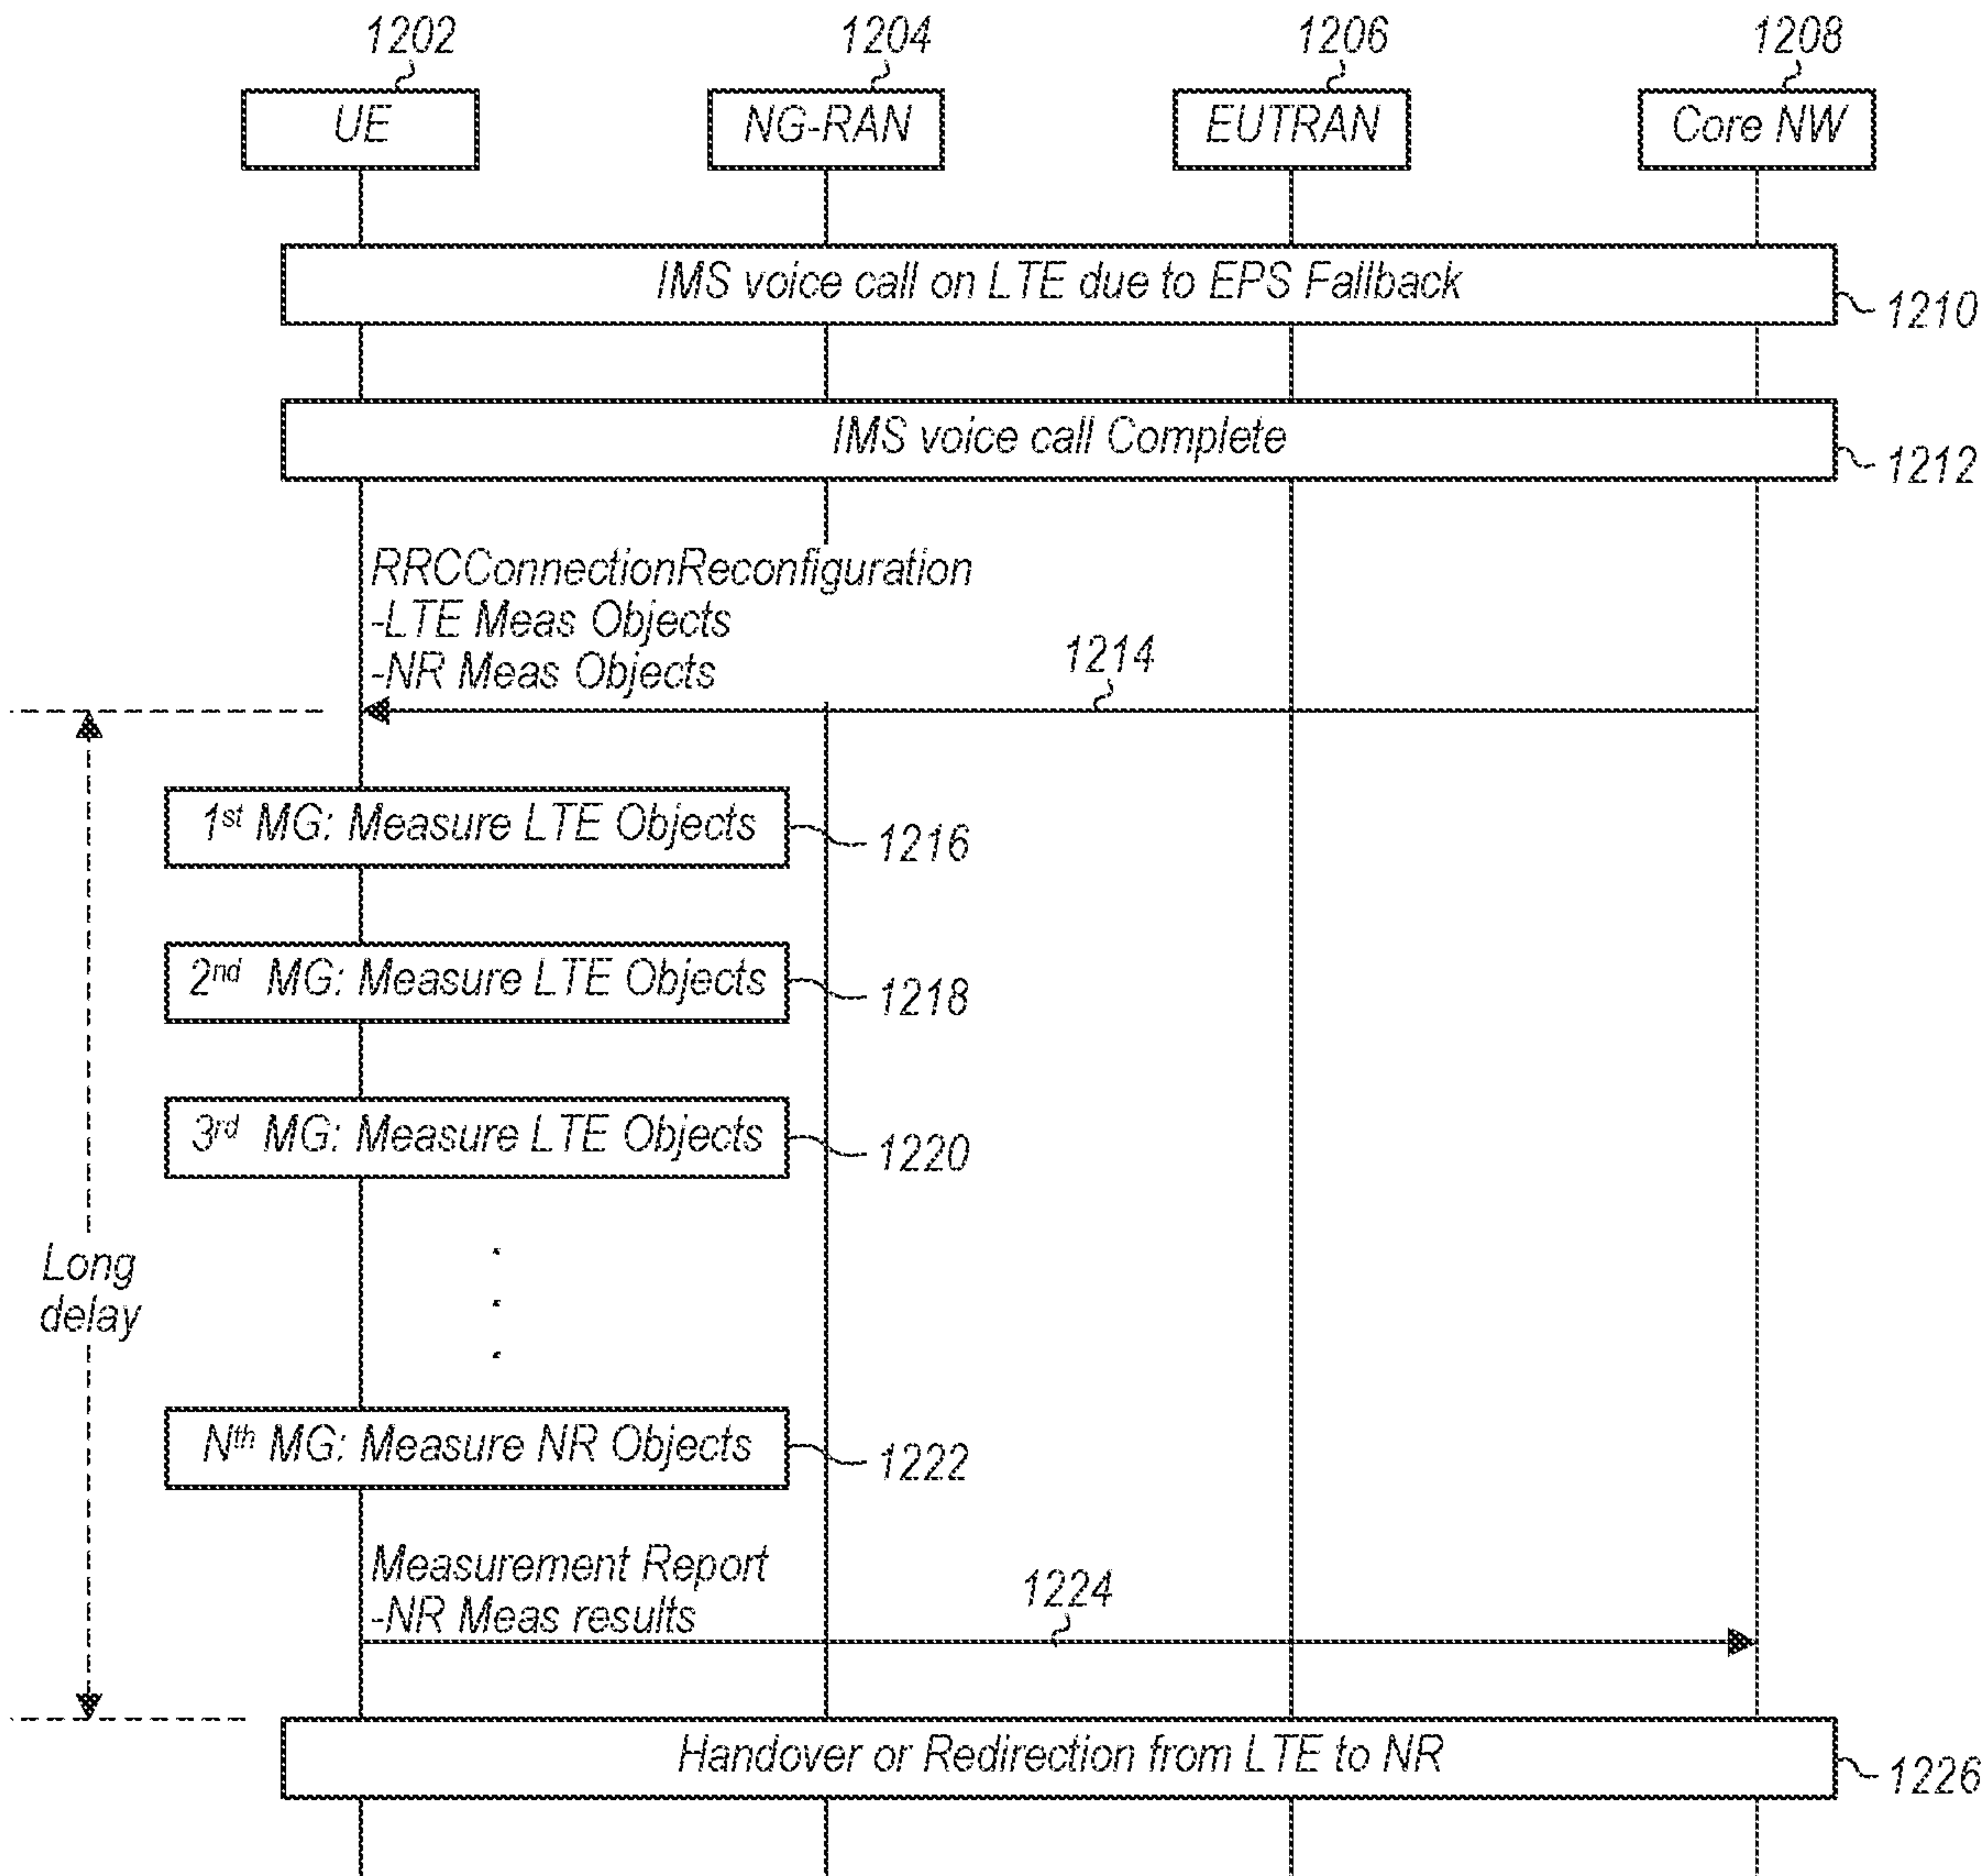 1202
1204
1206
1208
UE
NG-RAN
EUTRAN
Core NW
IMS voice call on LTE due to EPS Fallback
1210
IMS voice call Complete
1212
RRCConnectionReconfiguration
-LTE Meas Objects
-NR Meas Objects
1214
1st MG: Measure LTE Objects
1216
2nd MG: Measure LTE Objects
1218
3rd MG: Measure LTE Objects
1220
Long
delay
Nth MG: Measure NR Objects
1222
Measurement Report
-NR Meas results
1224
Handover or Redirection from LTE to NR
1226